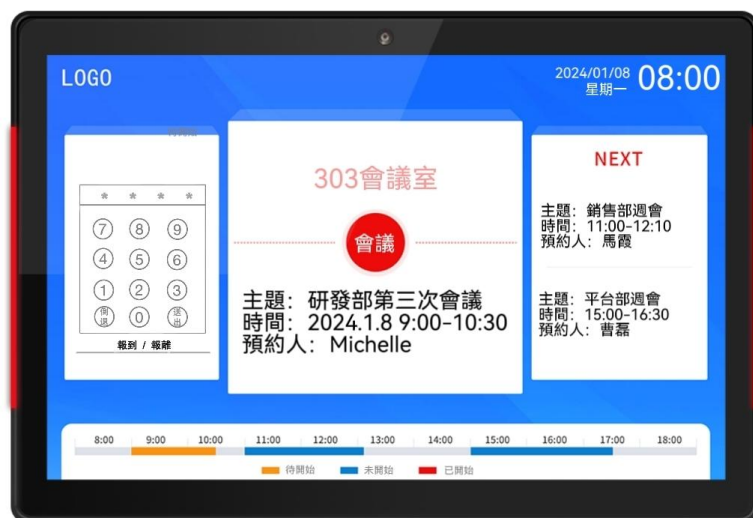 LOGO
2024/01/08
星期一
08:00
* * * *
7 8 9
4 5 6
1 2 3
倒退 0 送出
報到 / 報離
303會議室
會議
主題: 研發部第三次會議
時間: 2024.1.8 9:00-10:30
預約人: Michelle
NEXT
主題: 銷售部週會
時間: 11:00-12:10
預約人: 馬霞
主題: 平台部週會
時間: 15:00-16:30
預約人: 曹磊
8:00 9:00 10:00 11:00 12:00 13:00 14:00 15:00 16:00 17:00 18:00
待開始 未開始 已開始